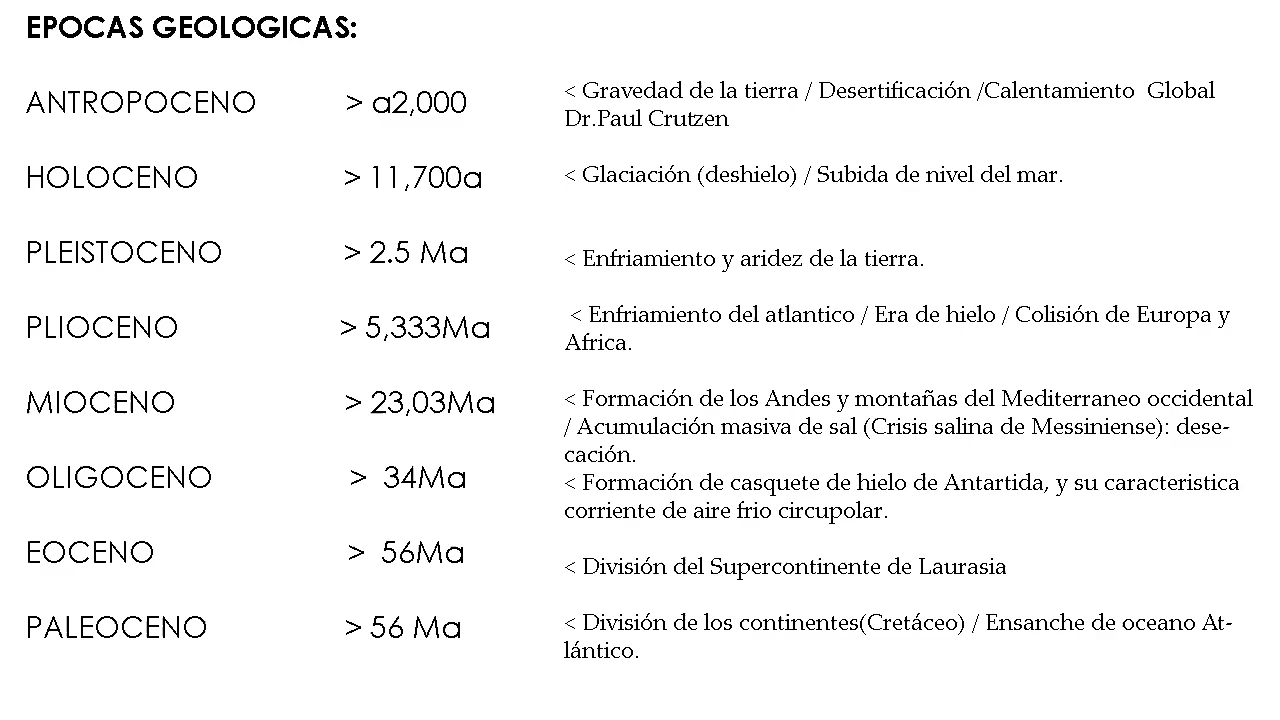 EPOCAS GEOLOGICAS:
ANTROPOCENO > a2,000 < Gravedad de la tierra / Desertificación /Calentamiento Global
Dr.Paul Crutzen
HOLOCENO > 11,700a < Glaciación (deshielo) / Subida de nivel del mar.
PLEISTOCENO > 2.5 Ma < Enfriamiento y aridez de la tierra.
PLIOCENO > 5,333Ma < Enfriamiento del atlantico / Era de hielo / Colisión de Europa y
Africa.
MIOCENO > 23,03Ma < Formación de los Andes y montañas del Mediterraneo occidental
/ Acumulación masiva de sal (Crisis salina de Messiniense): dese-
cación.
OLIGOCENO > 34Ma < Formación de casquete de hielo de Antartida, y su caracteristica
corriente de aire frio circupolar.
EOCENO > 56Ma < División del Supercontinente de Laurasia
PALEOCENO > 56 Ma < División de los continentes(Cretáceo) / Ensanche de oceano At-
lántico.